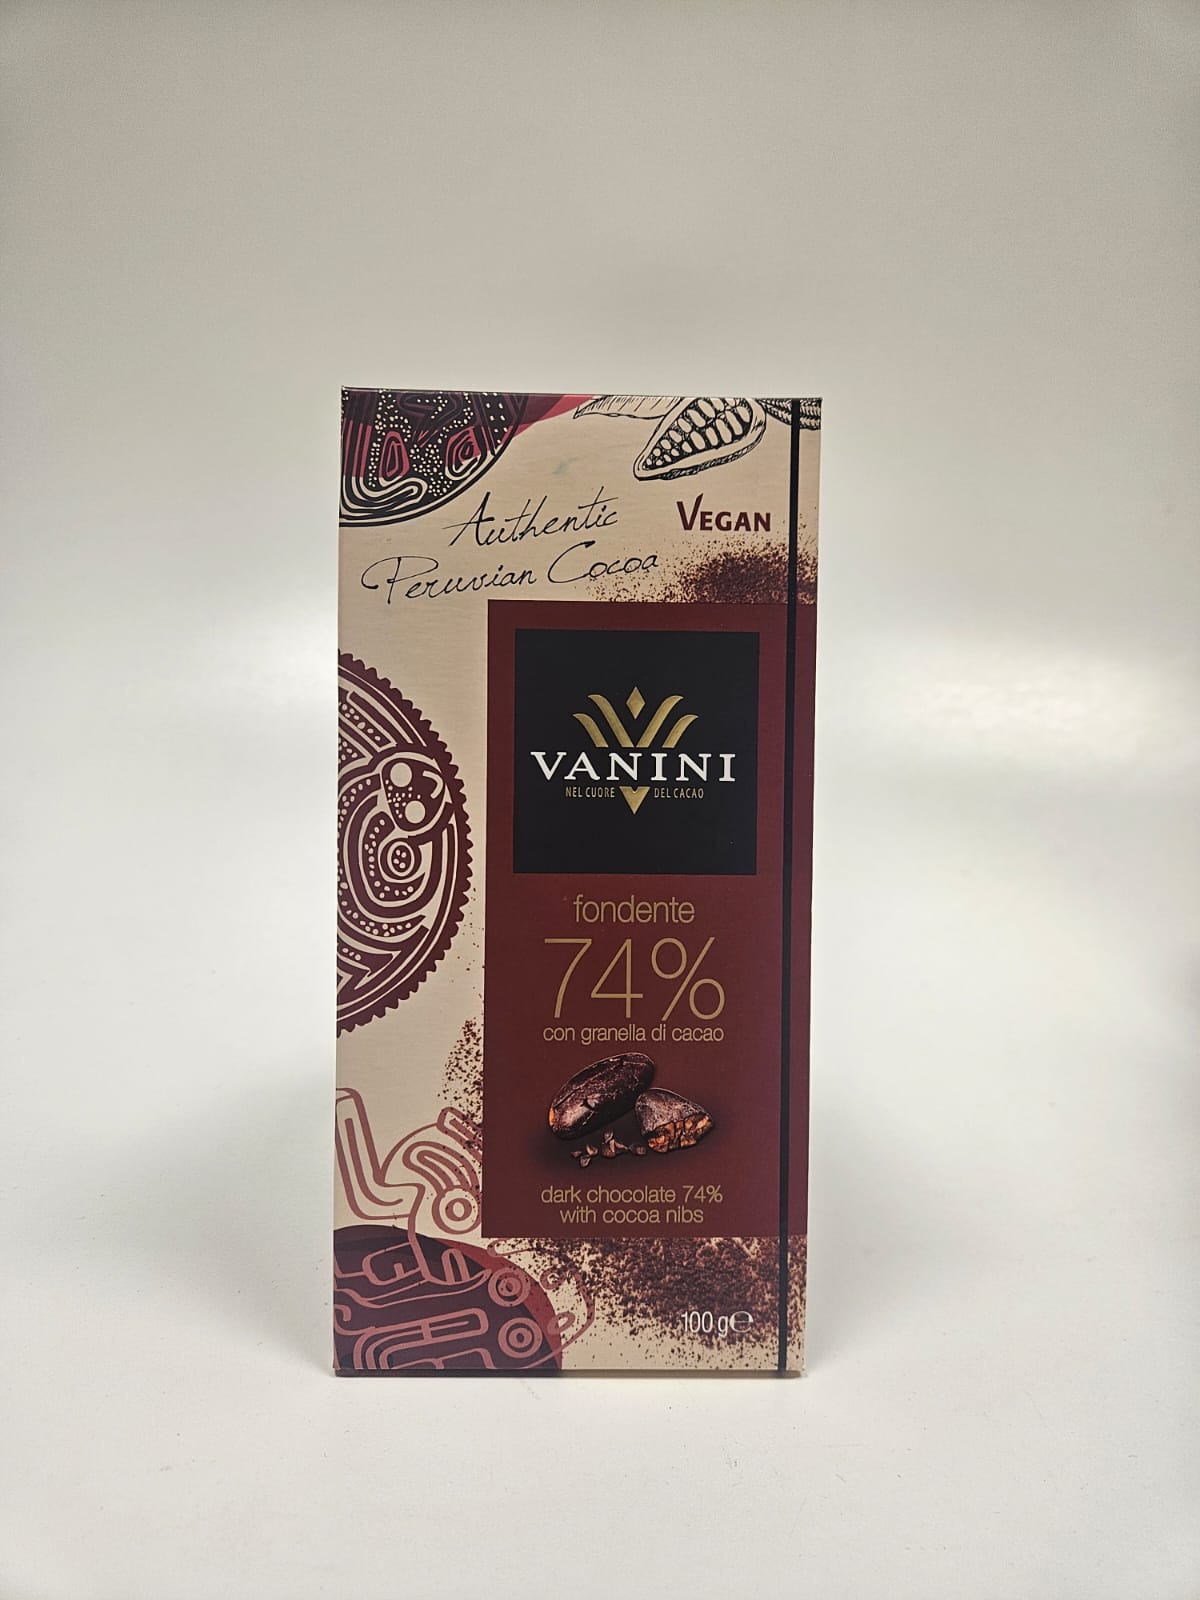 Authentic
Peruvian Cocoa
VEGAN
VANINI
NEL CUORE DEL CACAO
fondente
74%
con granella di cacao
dark chocolate 74%
with cocoa nibs
100 g℮